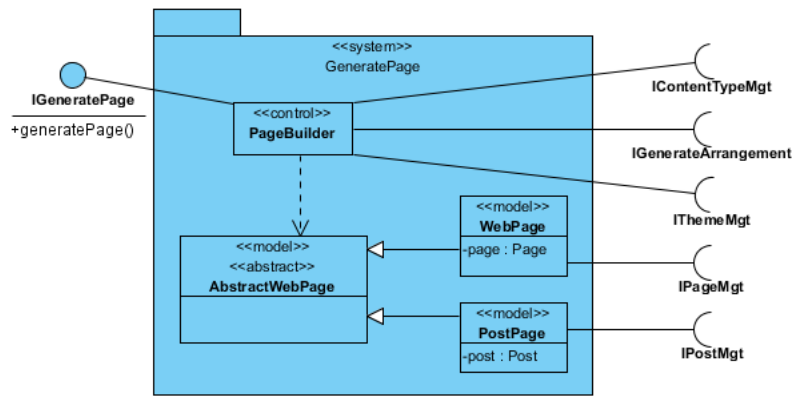 <<system>>
GeneratePage
IGeneratePage
+generatePage()
<<control>>
PageBuilder
IContentTypeMgt
IGenerateArrangement
IThemeMgt
<<model>>
WebPage
-page : Page
<<model>>
<<abstract>>
AbstractWebPage
IPageMgt
<<model>>
PostPage
-post : Post
IPostMgt